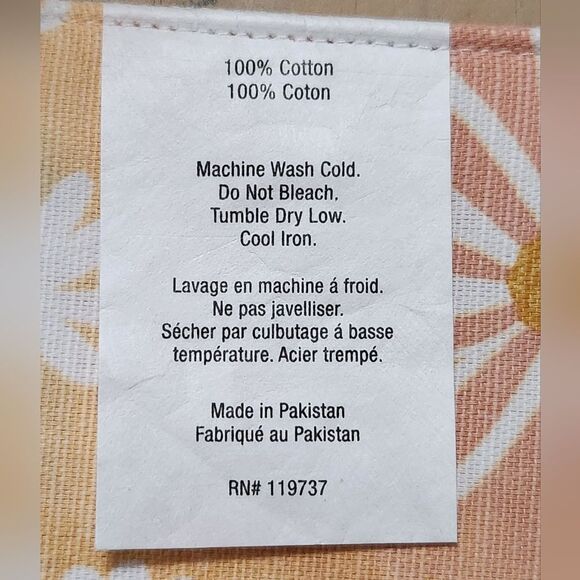 100% Cotton
100% Coton
Machine Wash Cold.
Do Not Bleach.
Tumble Dry Low.
Cool Iron.
Lavage en machine á froid.
Ne pas javelliser.
Sécher par culbutage á basse
température. Acier trempé.
Made in Pakistan
Fabriqué au Pakistan
RN# 119737